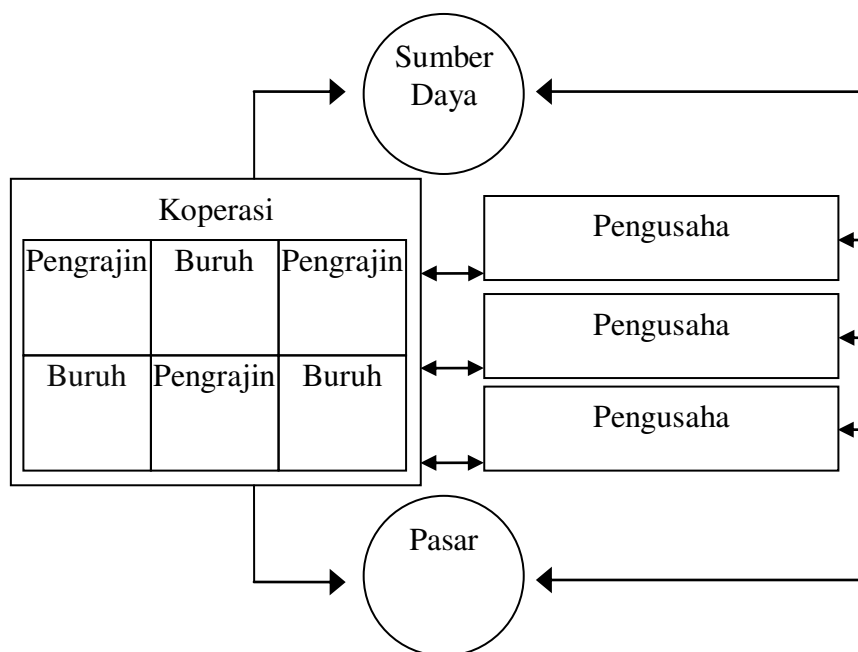 Sumber
Daya
Koperasi
Pengrajin Buruh Pengrajin
Buruh Pengrajin Buruh
Pengusaha
Pengusaha
Pengusaha
Pasar